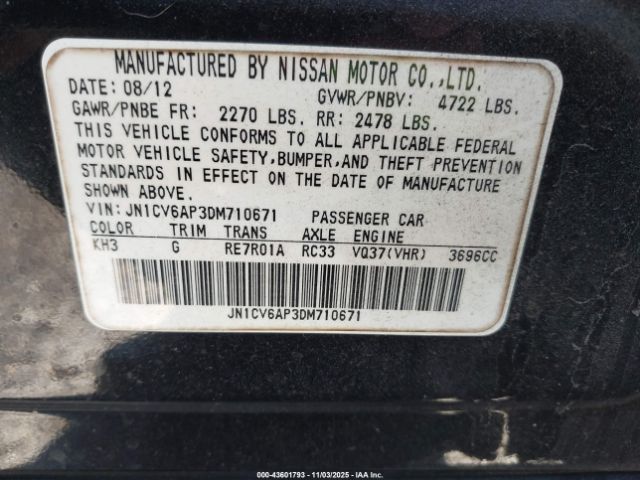 MANUFACTURED BY NISSAN MOTOR CO.,LTD.
DATE: 08/12 GVWR/PNBV: 4722 LBS.
GAWR/PNBE FR: 2270 LBS. RR: 2478 LBS.
THIS VEHICLE CONFORMS TO ALL APPLICABLE FEDERAL
MOTOR VEHICLE SAFETY,BUMPER,AND THEFT PREVENTION
STANDARDS IN EFFECT ON THE DATE OF MANUFACTURE
SHOWN ABOVE.
VIN:JN1CV6AP3DM710671 PASSENGER CAR
COLOR TRIM TRANS AXLE ENGINE
KH3 G RE7R01A RC33 VQ37(VHR) 3696CC
JN1CV6AP3DM710671
000-43601793 - 11/03/2025 - IAA Inc.